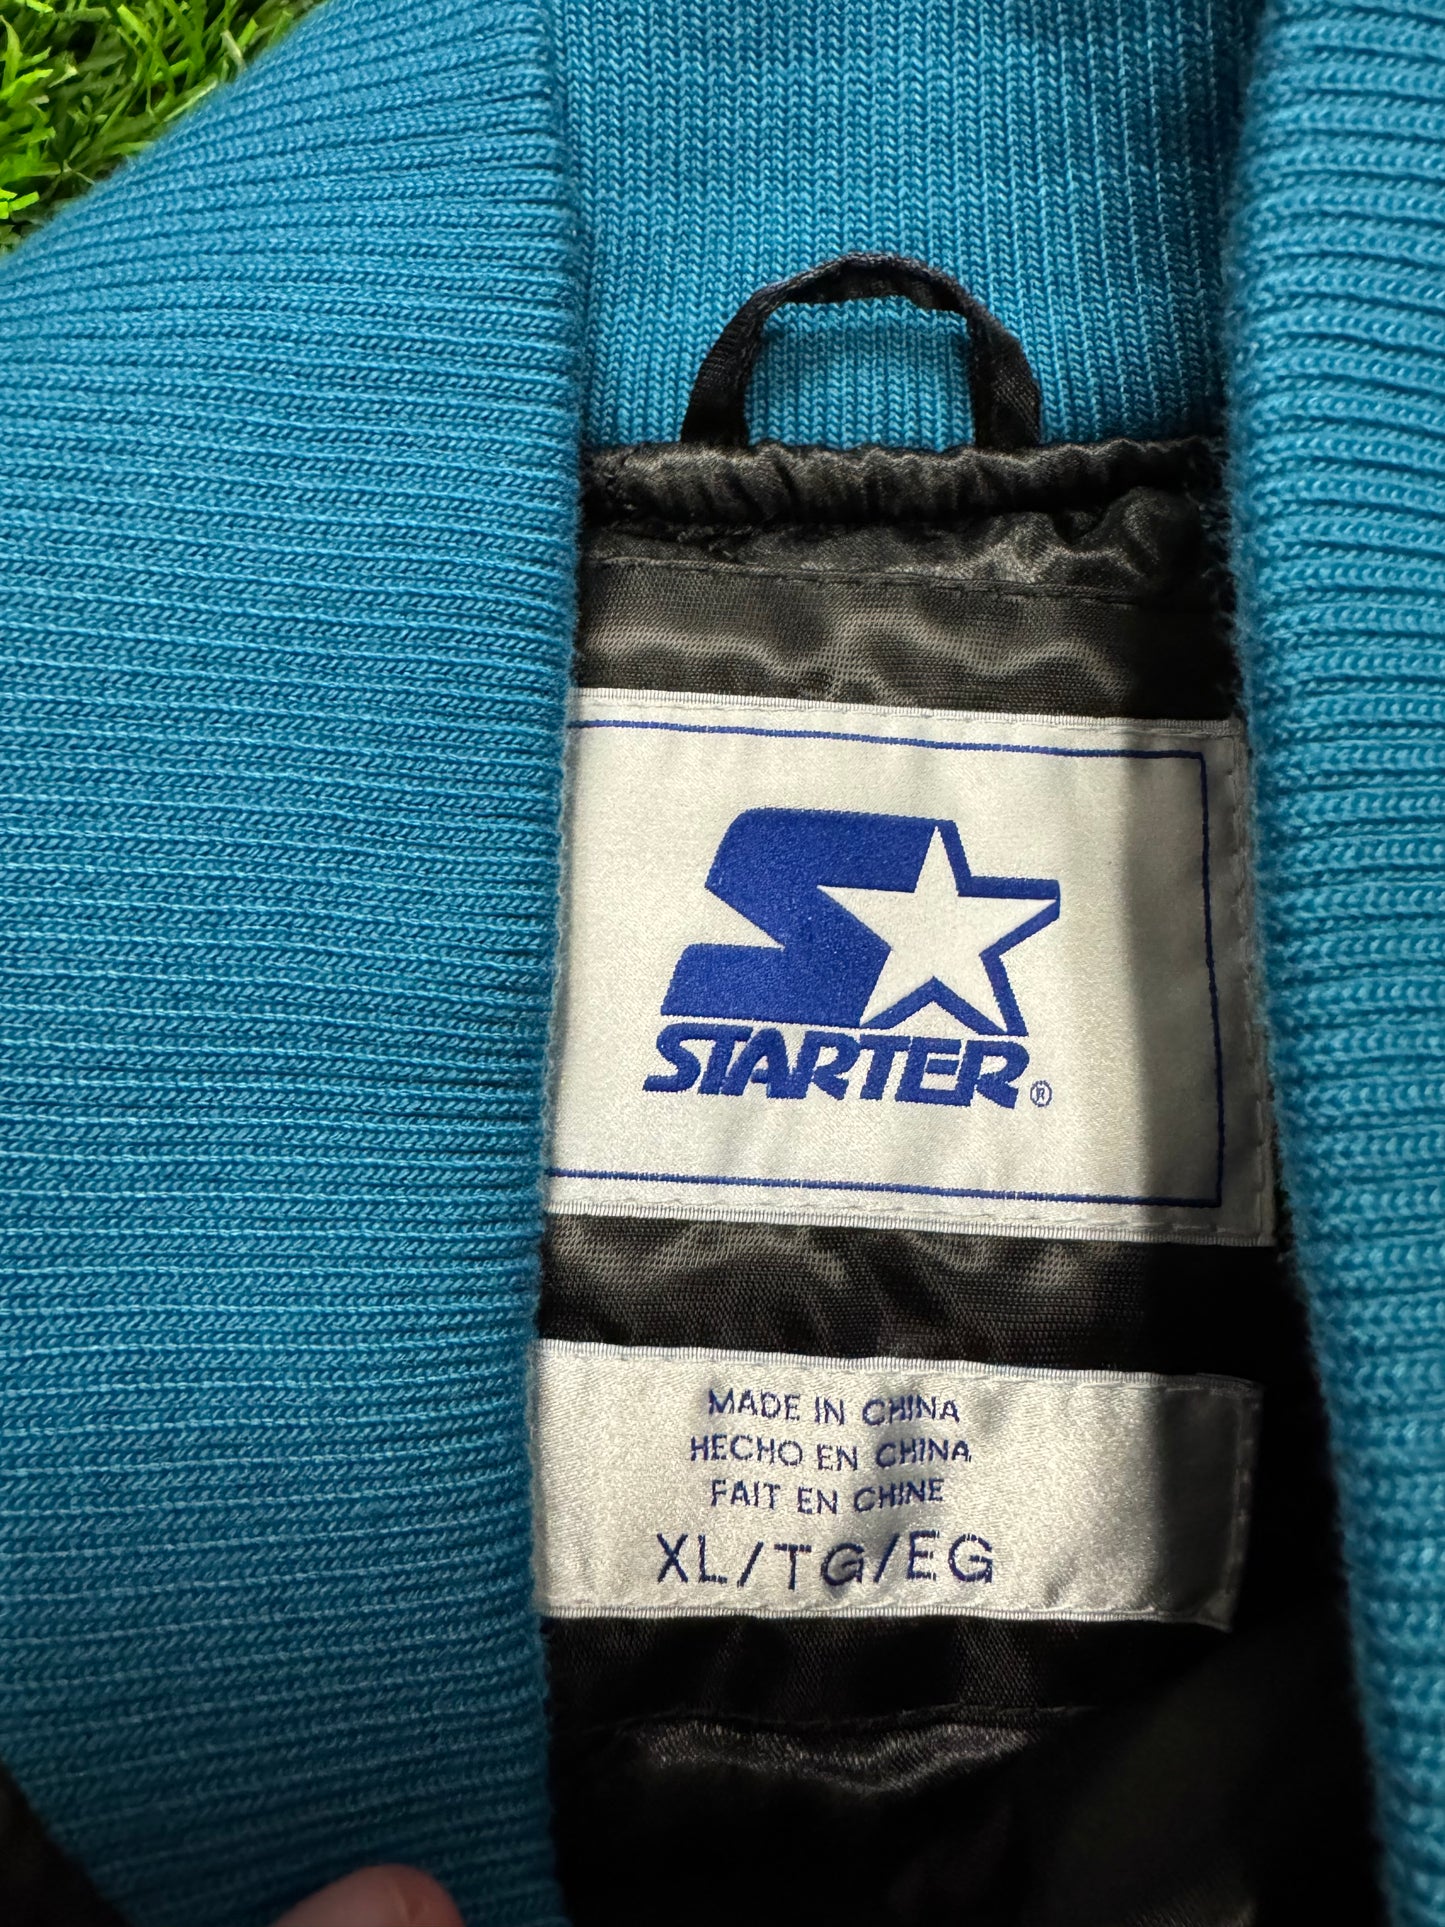 STARTER®
MADE IN CHINA
HECHO EN CHINA
FAIT EN CHINE
XL/TG/EG